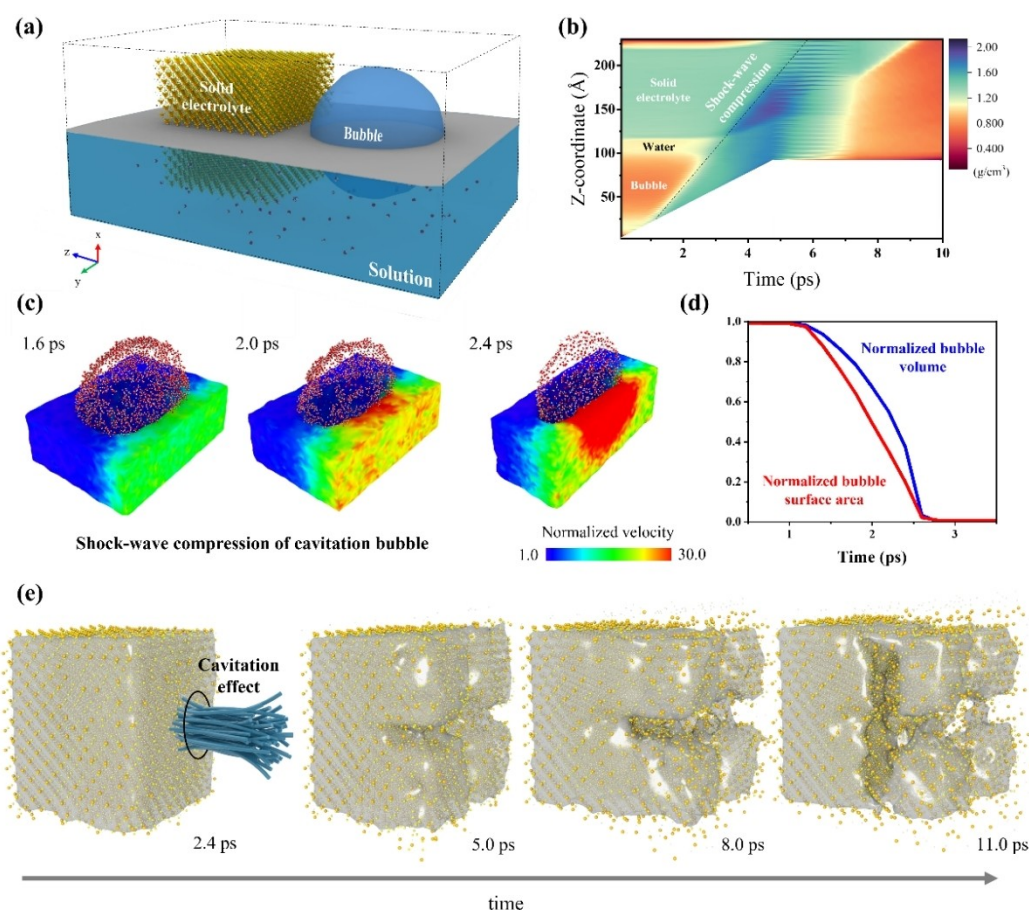 (a)
Solid
electrolyte
Bubble
Solution
x
z
y
(b)
Z-coordinate (Å)
200
150
100
50
Solid
electrolyte
Water
Bubble
Shock-wave
compression
2
4
6
8
10
Time (ps)
2.00
1.60
1.20
0.800
0.400
(g/cm³)
(c)
1.6 ps
2.0 ps
2.4 ps
Shock-wave compression of cavitation bubble
Normalized velocity
1.0
30.0
(d)
1.0
0.8
0.6
0.4
0.2
0.0
Normalized bubble
volume
Normalized bubble
surface area
1
2
3
Time (ps)
(e)
Cavitation
effect
2.4 ps
5.0 ps
8.0 ps
11.0 ps
time